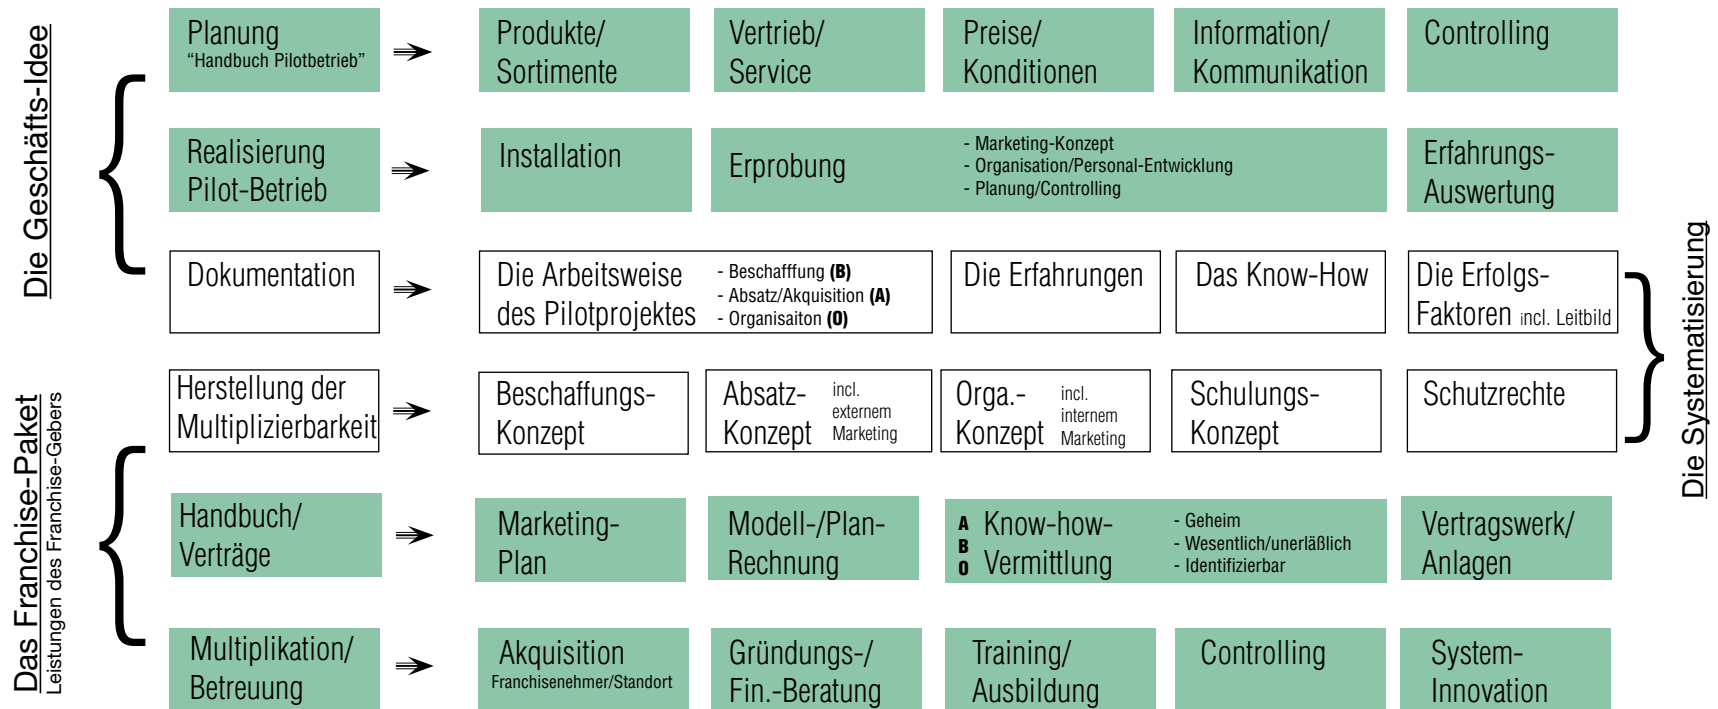 Die Geschäfts-Idee
Planung
“Handbuch Pilotbetrieb”
Produkte/
Sortimente
Vertrieb/
Service
Preise/
Konditionen
Information/
Kommunikation
Controlling
Realisierung
Pilot-Betrieb
Installation
Erprobung
- Marketing-Konzept
- Organisation/Personal-Entwicklung
- Planung/Controlling
Erfahrungs-
Auswertung
Dokumentation
Die Arbeitsweise
des Pilotprojektes
- Beschafffung (B)
- Absatz/Akquisition (A)
- Organisaiton (O)
Die Erfahrungen
Das Know-How
Die Erfolgs-
Faktoren incl. Leitbild
Die Systematisierung
Das Franchise-Paket
Leistungen des Franchise-Gebers
Herstellung der
Multiplizierbarkeit
Beschaffungs-
Konzept
Absatz-
Konzept
incl.
externem
Marketing
Orga.-
Konzept
incl.
internem
Marketing
Schulungs-
Konzept
Schutzrechte
Handbuch/
Verträge
Marketing-
Plan
Modell-/Plan-
Rechnung
A
B
O
Know-how-
Vermittlung
- Geheim
- Wesentlich/unerläßlich
- Identifizierbar
Vertragswerk/
Anlagen
Multiplikation/
Betreuung
Akquisition
Franchisenehmer/Standort
Gründungs-/
Fin.-Beratung
Training/
Ausbildung
Controlling
System-
Innovation